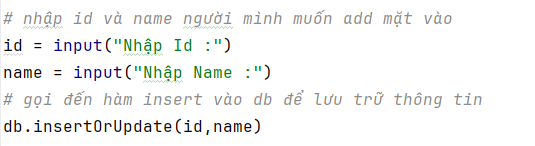 # nhập id và name người mình muốn add mặt vào
id = input("Nhập Id :")
name = input("Nhập Name :")
# gọi đến hàm insert vào db để lưu trữ thông tin
db.insertOrUpdate(id,name)